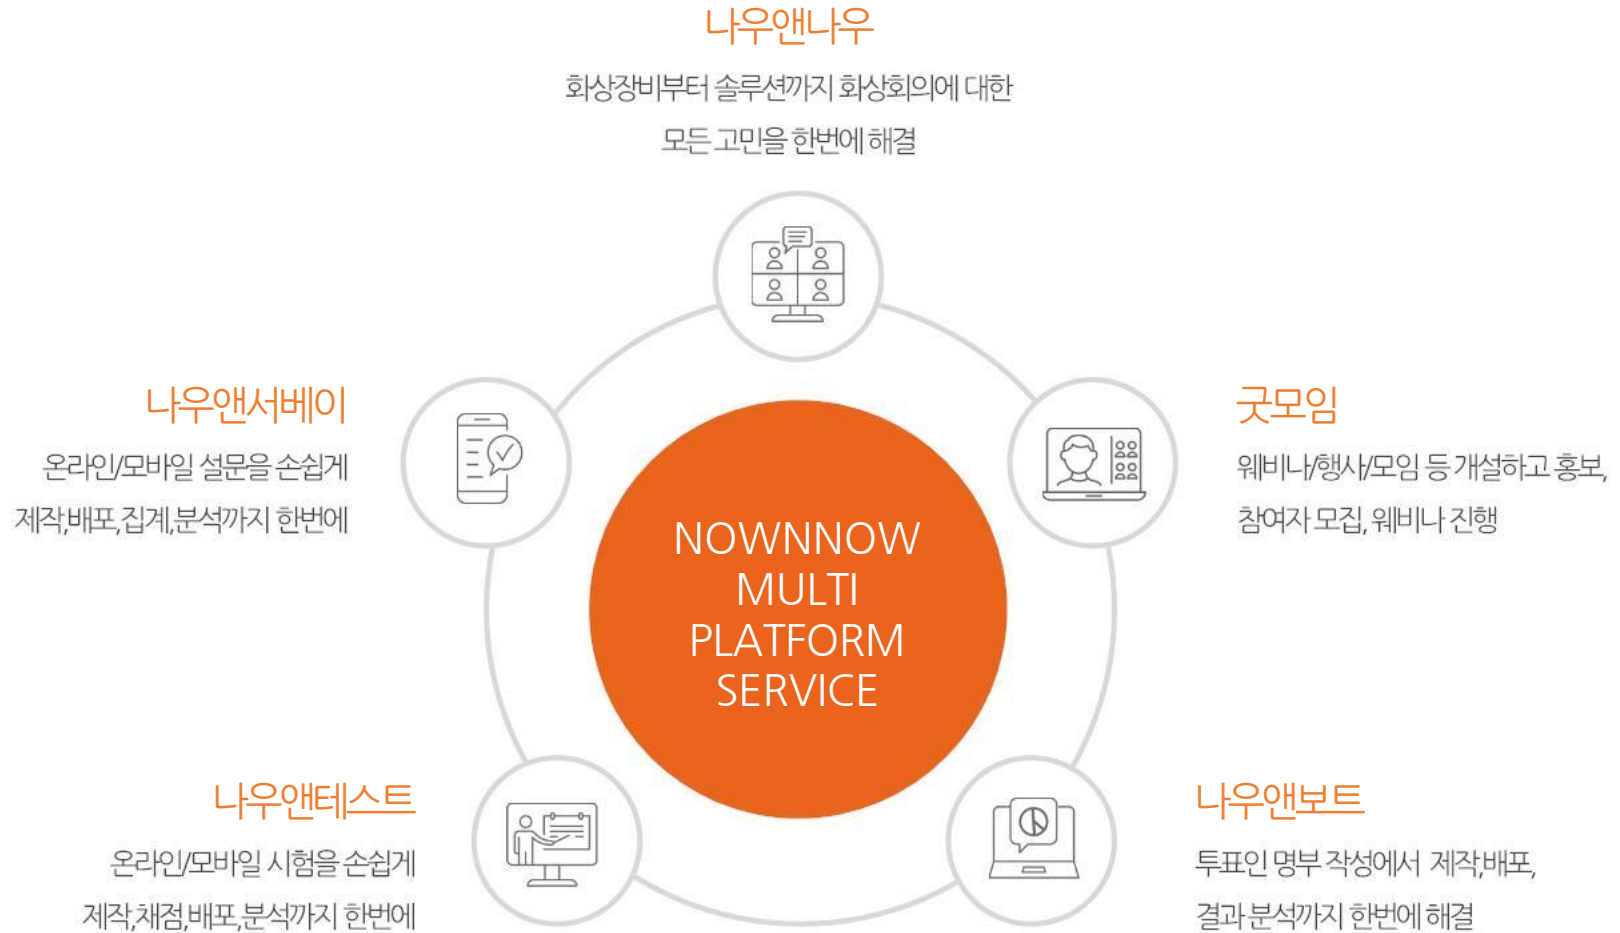 나우앤나우
화상장비부터 솔루션까지 화상회의에 대한
모든 고민을 한번에 해결
나우앤서베이
온라인/모바일 설문을 손쉽게
제작,배포,집계,분석까지 한번에
굿모임
웨비나/행사/모임 등 개설하고 홍보,
참여자 모집, 웨비나 진행
NOWNNOW
MULTI
PLATFORM
SERVICE
나우앤테스트
온라인/모바일 시험을 손쉽게
제작,채점,배포,분석까지 한번에
나우앤보트
투표인 명부 작성에서 제작,배포,
결과 분석까지 한번에 해결